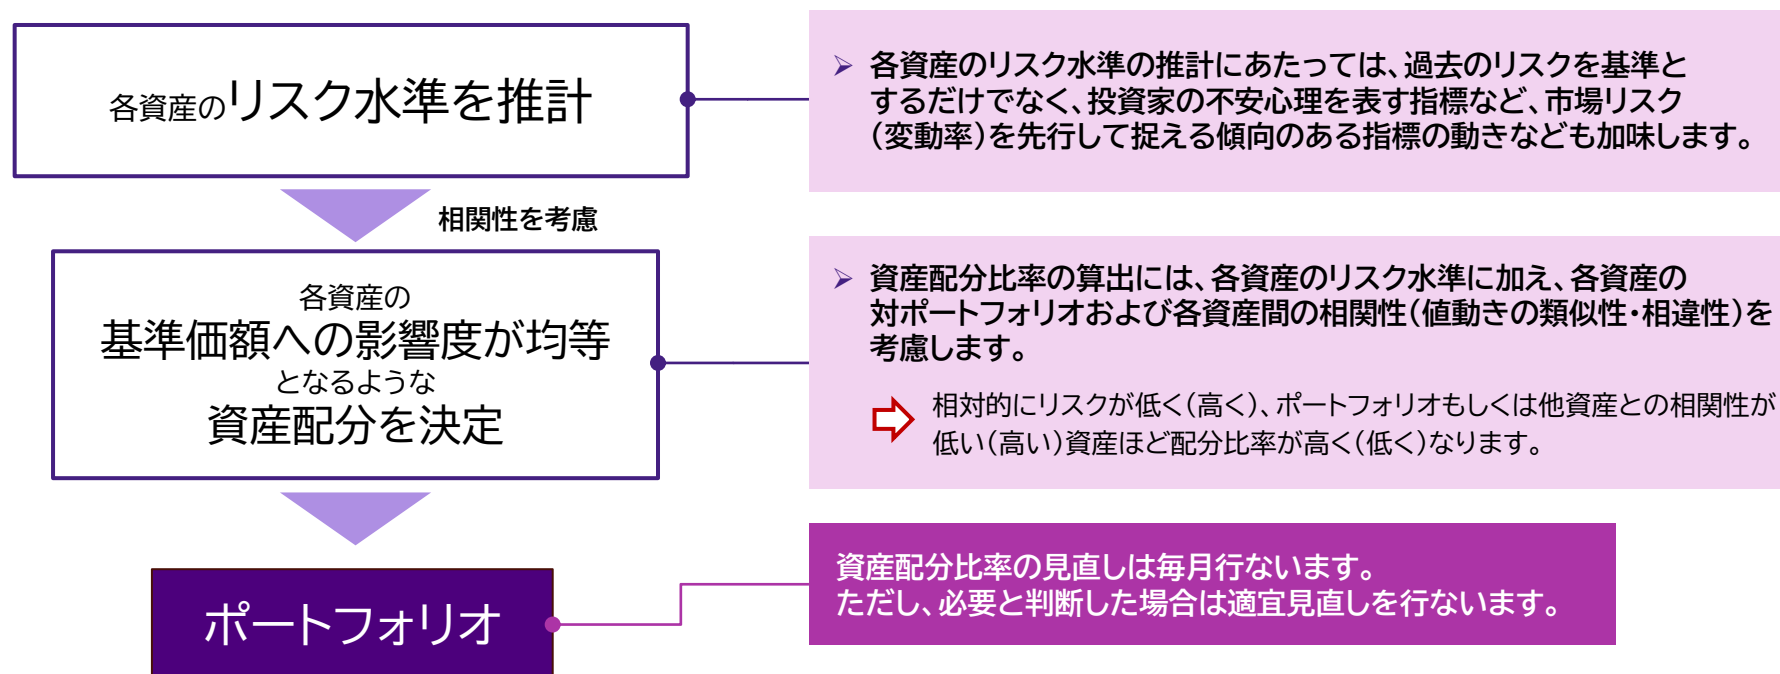 各資産のリスク水準を推計
➢ 各資産のリスク水準の推計にあたっては、過去のリスクを基準と
するだけでなく、投資家の不安心理を表す指標など、市場リスク
（変動率）を先行して捉える傾向のある指標の動きなども加味します。
相関性を考慮
各資産の
基準価額への影響度が均等
となるような
資産配分を決定
➢ 資産配分比率の算出には、各資産のリスク水準に加え、各資産の
対ポートフォリオおよび各資産間の相関性（値動きの類似性・相違性）を
考慮します。
相対的にリスクが低く（高く）、ポートフォリオもしくは他資産との相関性が
低い（高い）資産ほど配分比率が高く（低く）なります。
ポートフォリオ
資産配分比率の見直しは毎月行ないます。
ただし、必要と判断した場合は適宜見直しを行ないます。